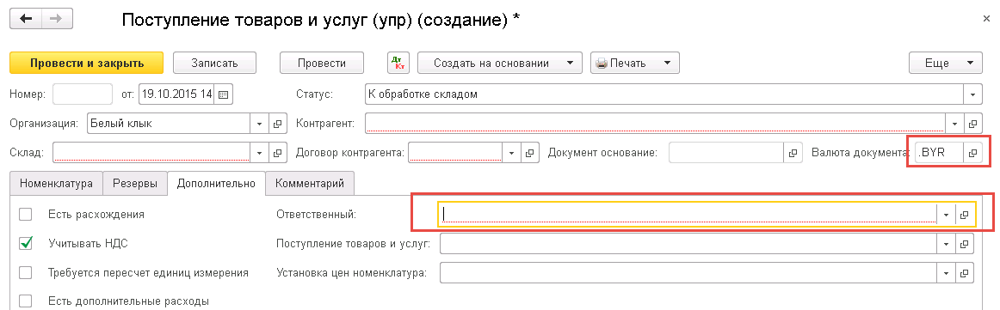 Поступление товаров и услуг (упр) (создание) *
Провести и закрыть Записать Провести Дт Кт Создать на основании Печать Еще
Номер: от: 19.10.2015 14 Статус: К обработке складом
Организация: Белый клык Контрагент:
Склад: Договор контрагента: Документ основание: Валюта документа: .BYR
Номенклатура Резервы Дополнительно Комментарий
Есть расхождения Ответственный:
Учитывать НДС Поступление товаров и услуг:
Требуется пересчет единиц измерения Установка цен номенклатура:
Есть дополнительные расходы